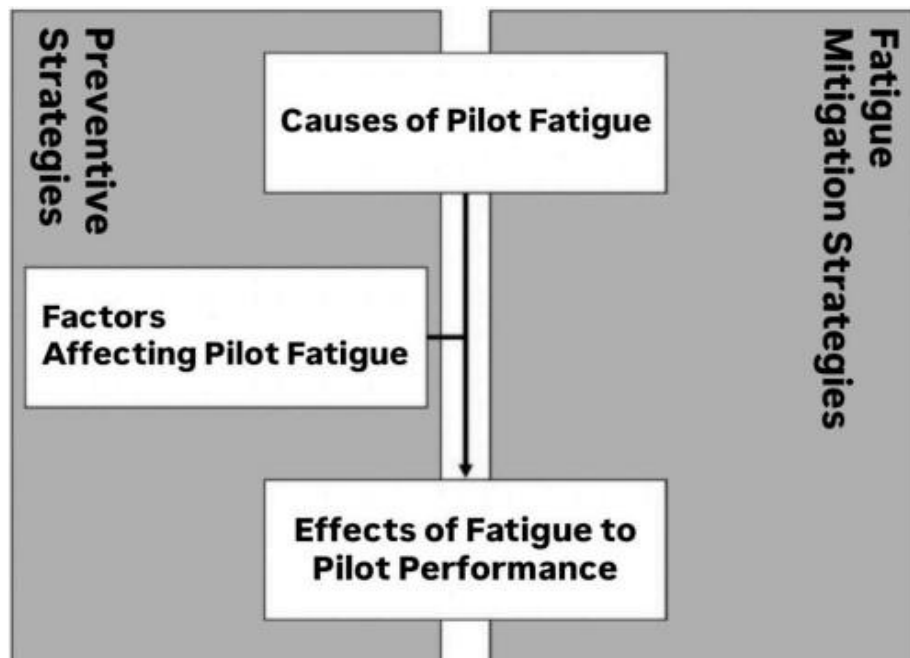 Preventive
Strategies
Fatigue
Mitigation Strategies
Causes of Pilot Fatigue
Factors
Affecting Pilot Fatigue
Effects of Fatigue to
Pilot Performance